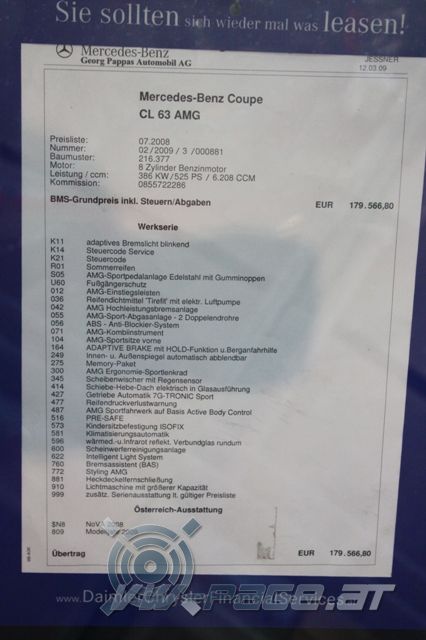 Sie sollten sich wieder mal was leasen!
Mercedes-Benz
Georg Pappas Automobil AG
JESSNER
12.03.09
Mercedes-Benz Coupe
CL 63 AMG
Preisliste: 07.2008
Nummer: 02/2009 / 3 /000881
Baumuster: 216.377
Motor: 8 Zylinder Benzinmotor
Leistung / ccm: 386 KW/525 PS / 6.208 CCM
Kommission: 0855722286
BMS-Grundpreis inkl. Steuern/Abgaben EUR 179.566,80
Werkserie
K11 adaptives Bremslicht blinkend
K14 Steuercode Service
K21 Steuercode
R01 Sommerreifen
S05 AMG-Sportpedalanlage Edelstahl mit Gumminoppen
U60 Fußgängerschutz
012 AMG-Einstiegsleisten
036 Reifendichtmittel 'Tirefit' mit elektr. Luftpumpe
042 AMG Hochleistungsbremsanlage
055 AMG-Sport-Abgasanlage - 2 Doppelendrohre
056 ABS - Anti-Blockier-System
071 AMG-Kombiinstrument
104 AMG-Sportsitze vorne
164 ADAPTIVE BRAKE mit HOLD-Funktion u.Berganfahrhilfe
249 Innen- u. Außenspiegel automatisch abblendbar
275 Memory-Paket
300 AMG Ergonomie-Sportlenkrad
345 Scheibenwischer mit Regensensor
414 Schiebe-Hebe-Dach elektrisch in Glasausführung
427 Getriebe Automatik 7G-TRONIC Sport
477 Reifendruckverlustwarnung
487 AMG Sportfahrwerk auf Basis Active Body Control
516 PRE-SAFE
573 Kindersitzbefestigung ISOFIX
581 Klimatisierungsautomatik
596 wärmed.-u.Infrarot reflekt. Verbundglas rundum
600 Scheinwerferreinigungsanlage
622 Intelligent Light System
760 Bremsassistent (BAS)
772 Styling AMG
881 Heckdeckelfernschließung
910 Lichtmaschine mit größerer Kapazität
999 zusätz. Serienausstattung lt. gültiger Preisliste
Österreich-Ausstattung
$N8 NoVA 2008
809 Modelljahr 2009
Übertrag EUR 179.566,80
www.DaimlerChryslerFinancialServices.